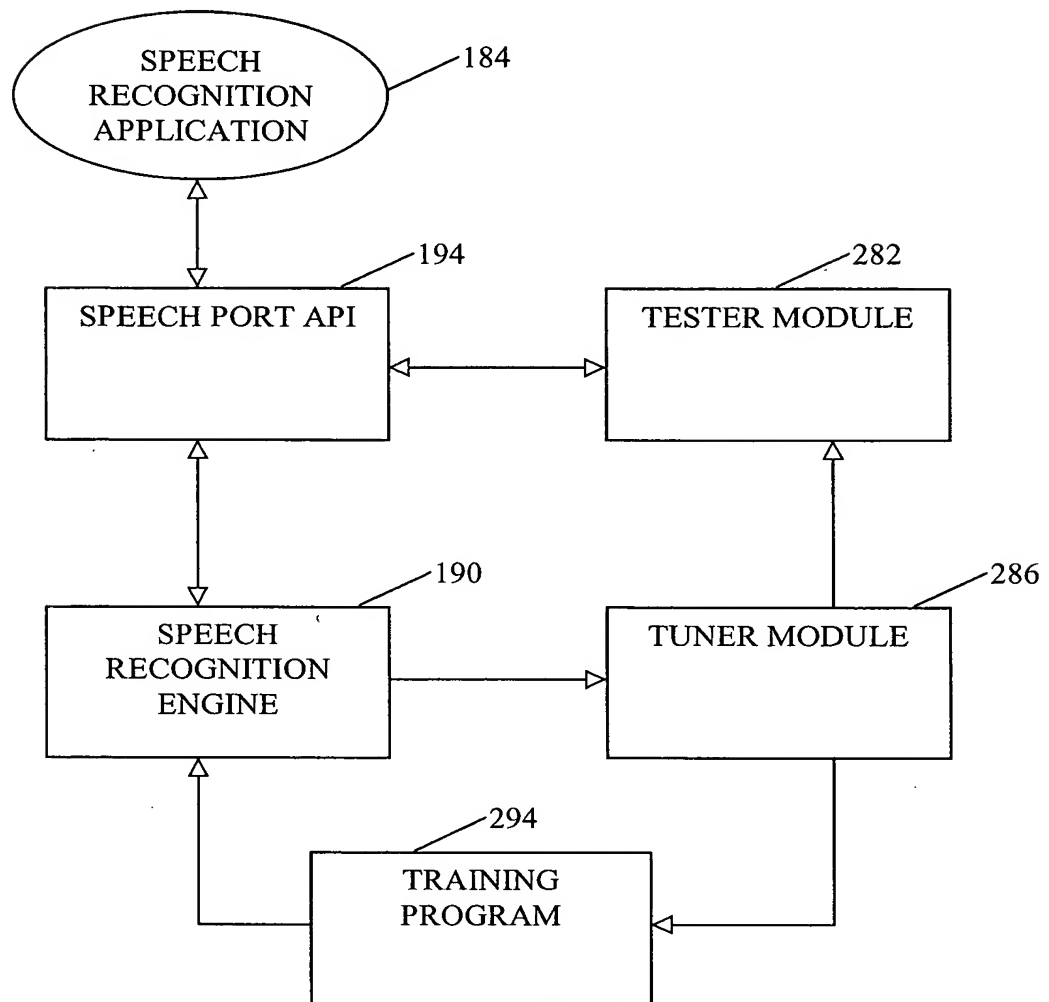 SPEECH
RECOGNITION
APPLICATION
184
194
SPEECH PORT API
282
TESTER MODULE
190
SPEECH
RECOGNITION
ENGINE
286
TUNER MODULE
294
TRAINING
PROGRAM